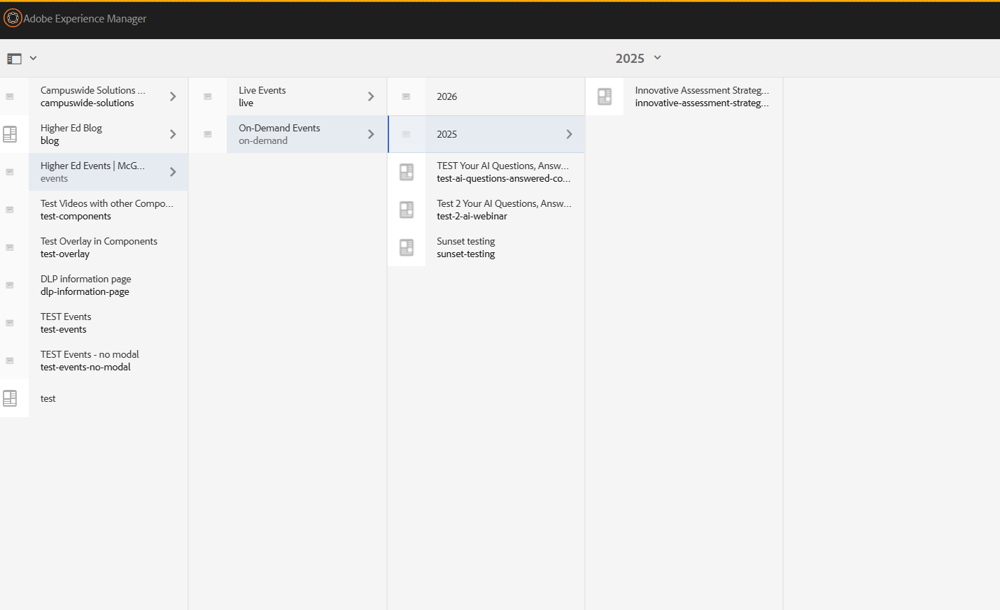 Adobe Experience Manager
2025
Campuswide Solutions ...
campuswide-solutions
Higher Ed Blog
blog
Higher Ed Events | McG...
events
Test Videos with other Compo...
test-components
Test Overlay in Components
test-overlay
DLP information page
dlp-information-page
TEST Events
test-events
TEST Events - no modal
test-events-no-modal
test
Live Events
live
On-Demand Events
on-demand
2026
2025
TEST Your AI Questions, Answ...
test-ai-questions-answered-co...
Test 2 Your AI Questions, Answ...
test-2-ai-webinar
Sunset testing
sunset-testing
Innovative Assessment Strateg...
innovative-assessment-strateg...